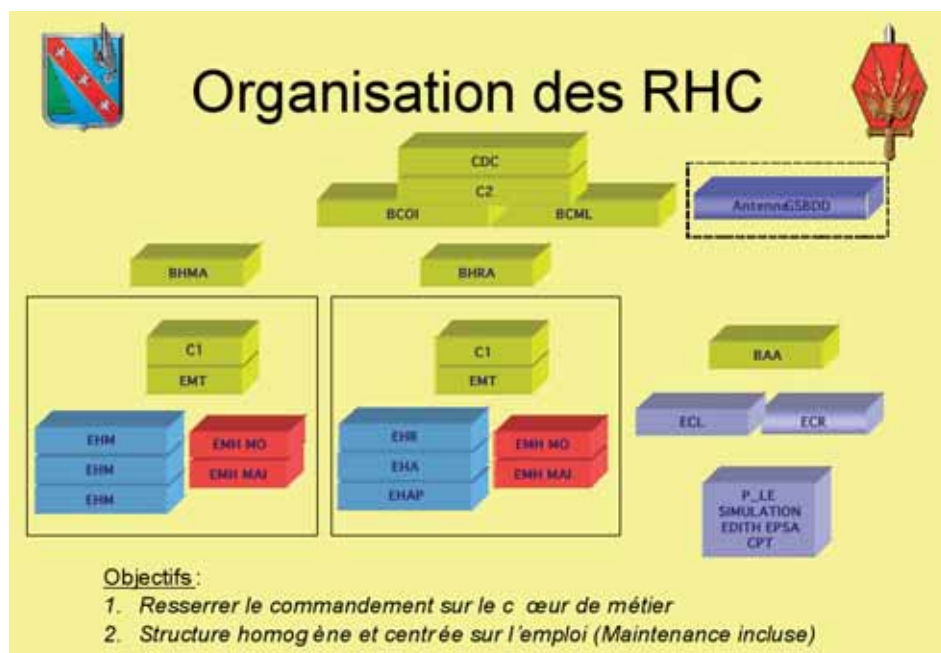 Organisation des RHC
CDC
C2
BCOI
BCML
AntenneGSBDD
BHMA
BHRA
C1
EMT
C1
EMT
BAA
EHM
EHM
EHM
EMH MO
EMH MAI
EHR
EHA
EHAP
EMH MO
EMH MAI
ECL
ECR
P_LE
SIMULATION
EDITH EPSA
CPT
Objectifs :
1. Resserrer le commandement sur le c œur de métier
2. Structure homog ène et centrée sur l'emploi (Maintenance incluse)